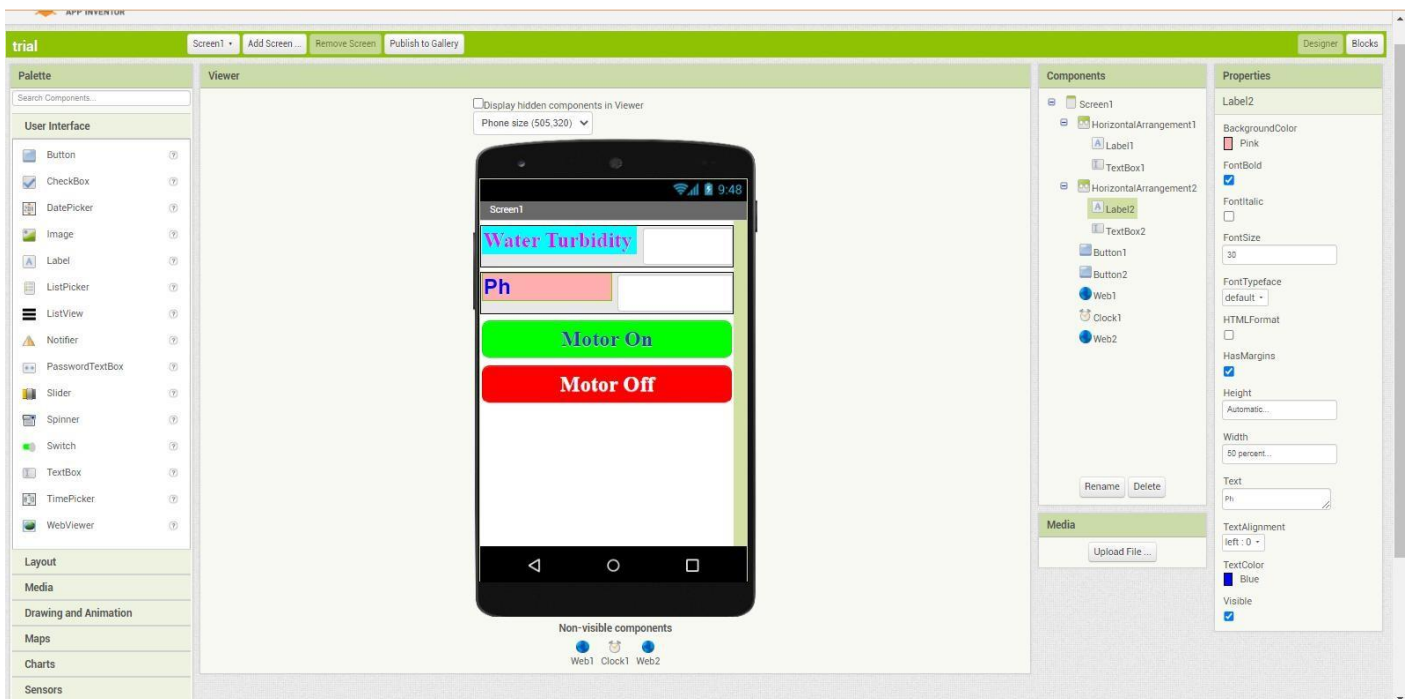 APP INVENTOR
trial
Screen1
Add Screen ...
Remove Screen
Publish to Gallery
Designer
Blocks
Palette
Search Components...
User Interface
Button
CheckBox
DatePicker
Image
Label
ListPicker
ListView
Notifier
PasswordTextBox
Slider
Spinner
Switch
TextBox
TimePicker
WebViewer
Layout
Media
Drawing and Animation
Maps
Charts
Sensors
Viewer
Display hidden components in Viewer
Phone size (505,320)
9:48
Screen1
Water Turbidity
Ph
Motor On
Motor Off
Non-visible components
Web1 Clock1 Web2
Components
Screen1
HorizontalArrangement1
Label1
TextBox1
HorizontalArrangement2
Label2
TextBox2
Button1
Button2
Web1
Clock1
Web2
Rename
Delete
Media
Upload File ...
Properties
Label2
BackgroundColor
Pink
FontBold
FontItalic
FontSize
30
FontTypeface
default
HTMLFormat
HasMargins
Height
Automatic...
Width
50 percent...
Text
Ph
TextAlignment
left : 0
TextColor
Blue
Visible